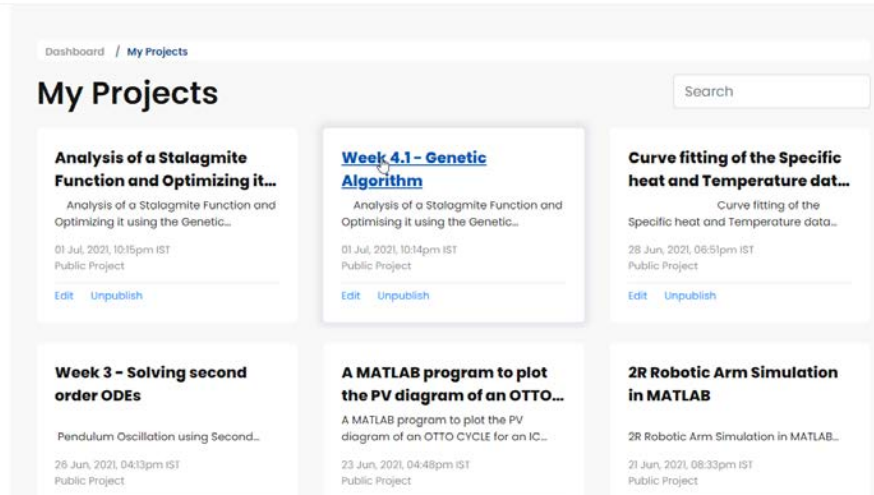 Dashboard / My Projects
My Projects
Search
Analysis of a Stalagmite
Function and Optimizing it...
Analysis of a Stalagmite Function and
Optimizing it using the Genetic...
01 Jul, 2021, 10:15pm IST
Public Project
Edit Unpublish
Week 4.1 - Genetic
Algorithm
Analysis of a Stalagmite Function and
Optimising it using the Genetic...
01 Jul, 2021, 10:14pm IST
Public Project
Edit Unpublish
Curve fitting of the Specific
heat and Temperature dat...
Curve fitting of the
Specific heat and Temperature data...
28 Jun, 2021, 06:51pm IST
Public Project
Edit Unpublish
Week 3 - Solving second
order ODEs
Pendulum Oscillation using Second...
26 Jun, 2021, 04:13pm IST
Public Project
A MATLAB program to plot
the PV diagram of an OTTO...
A MATLAB program to plot the PV
diagram of an OTTO CYCLE for an IC...
23 Jun, 2021, 04:48pm IST
Public Project
2R Robotic Arm Simulation
in MATLAB
2R Robotic Arm Simulation in MATLAB...
21 Jun, 2021, 08:33pm IST
Public Project